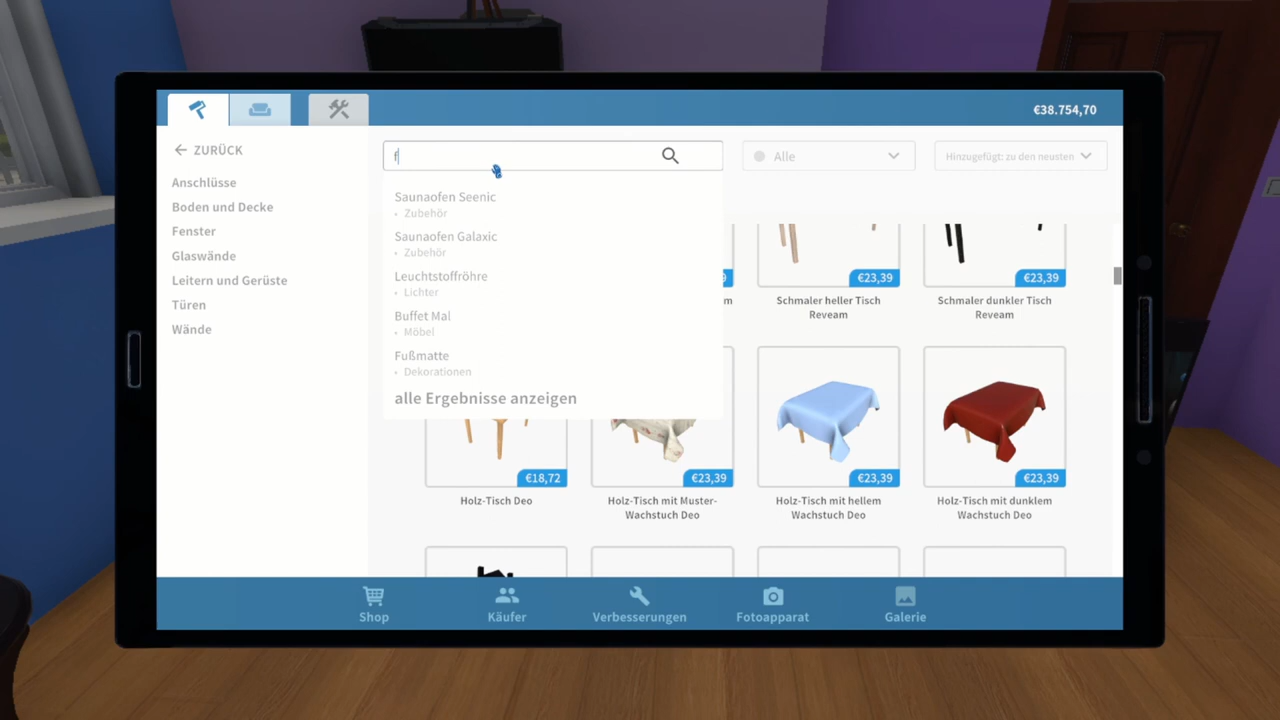 €38.754,70
ZURÜCK
Anschlüsse
Boden und Decke
Fenster
Glaswände
Leitern und Gerüste
Türen
Wände
f
Alle
Hinzugefügt: zu den neusten
Saunaofen Seenic
• Zubehör
Saunaofen Galaxic
• Zubehör
Leuchtstoffröhre
• Lichter
Buffet Mal
• Möbel
Fußmatte
• Dekorationen
alle Ergebnisse anzeigen
9
€23,39
€23,39
m
Schmaler heller Tisch
Reveam
Schmaler dunkler Tisch
Reveam
€18,72
€23,39
€23,39
€23,39
Holz-Tisch Deo
Holz-Tisch mit Muster-
Wachstuch Deo
Holz-Tisch mit hellem
Wachstuch Deo
Holz-Tisch mit dunklem
Wachstuch Deo
Shop
Käufer
Verbesserungen
Fotoapparat
Galerie